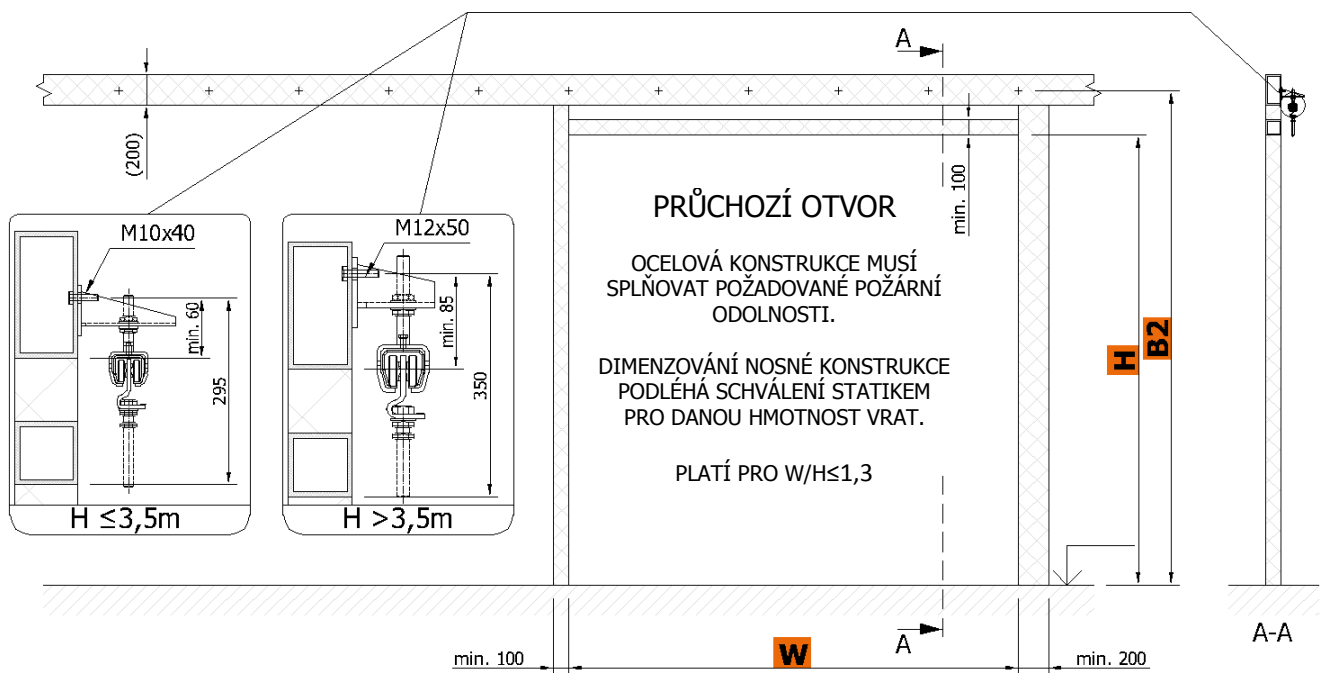 A
(200)
min. 100
B2
H
PRŮCHOZÍ OTVOR
OCELOVÁ KONSTRUKCE MUSÍ
SPLŇOVAT POŽADOVANÉ POŽÁRNÍ
ODOLNOSTI.
DIMENZOVÁNÍ NOSNÉ KONSTRUKCE
PODLÉHÁ SCHVÁLENÍ STATIKEM
PRO DANOU HMOTNOST VRAT.
PLATÍ PRO W/H≤1,3
M10x40
min. 60
295
H ≤3,5m
M12x50
min. 85
350
H >3,5m
A
A-A
min. 100
W
min. 200